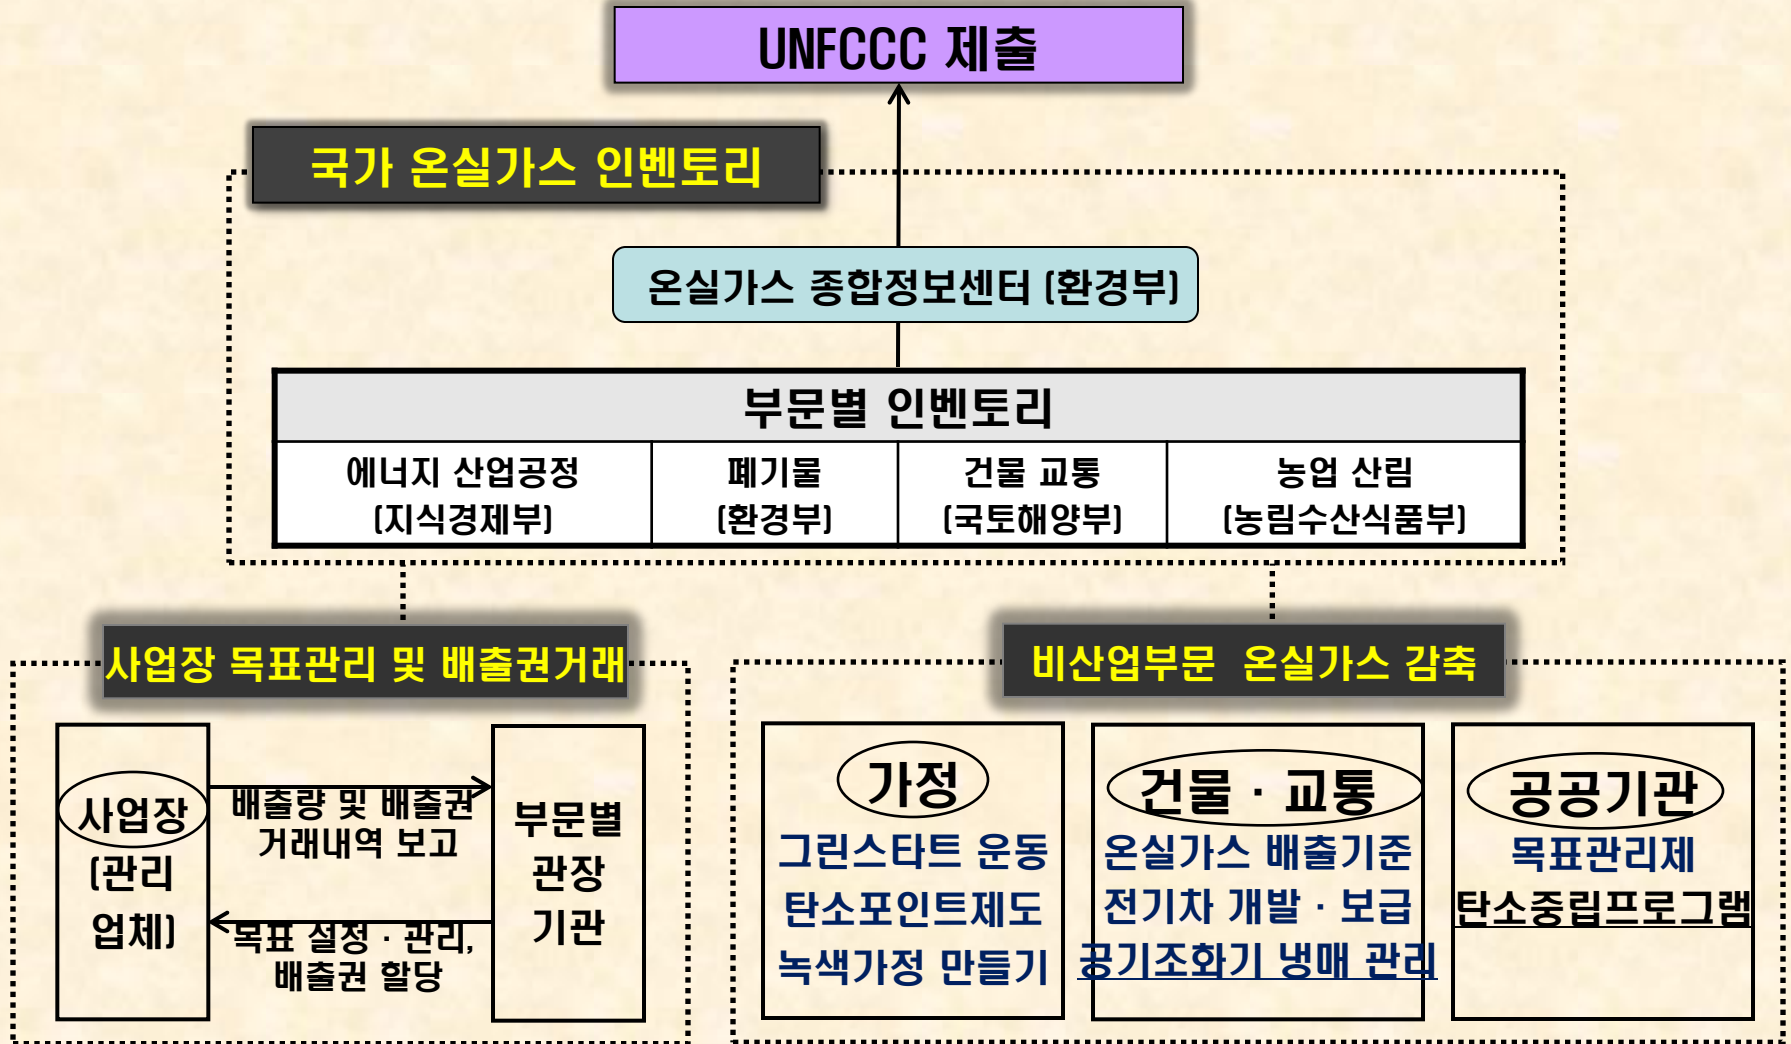 UNFCCC 제출
국가 온실가스 인벤토리
온실가스 종합정보센터 (환경부)
부문별 인벤토리
에너지 산업공정
(지식경제부)
폐기물
(환경부)
건물 교통
(국토해양부)
농업 산림
(농림수산식품부)
사업장 목표관리 및 배출권거래
사업장
(관리
업체)
배출량 및 배출권
거래내역 보고
목표 설정 · 관리,
배출권 할당
부문별
관장
기관
비산업부문 온실가스 감축
가정
그린스타트 운동
탄소포인트제도
녹색가정 만들기
건물 · 교통
온실가스 배출기준
전기차 개발 · 보급
공기조화기 냉매 관리
공공기관
목표관리제
탄소중립프로그램